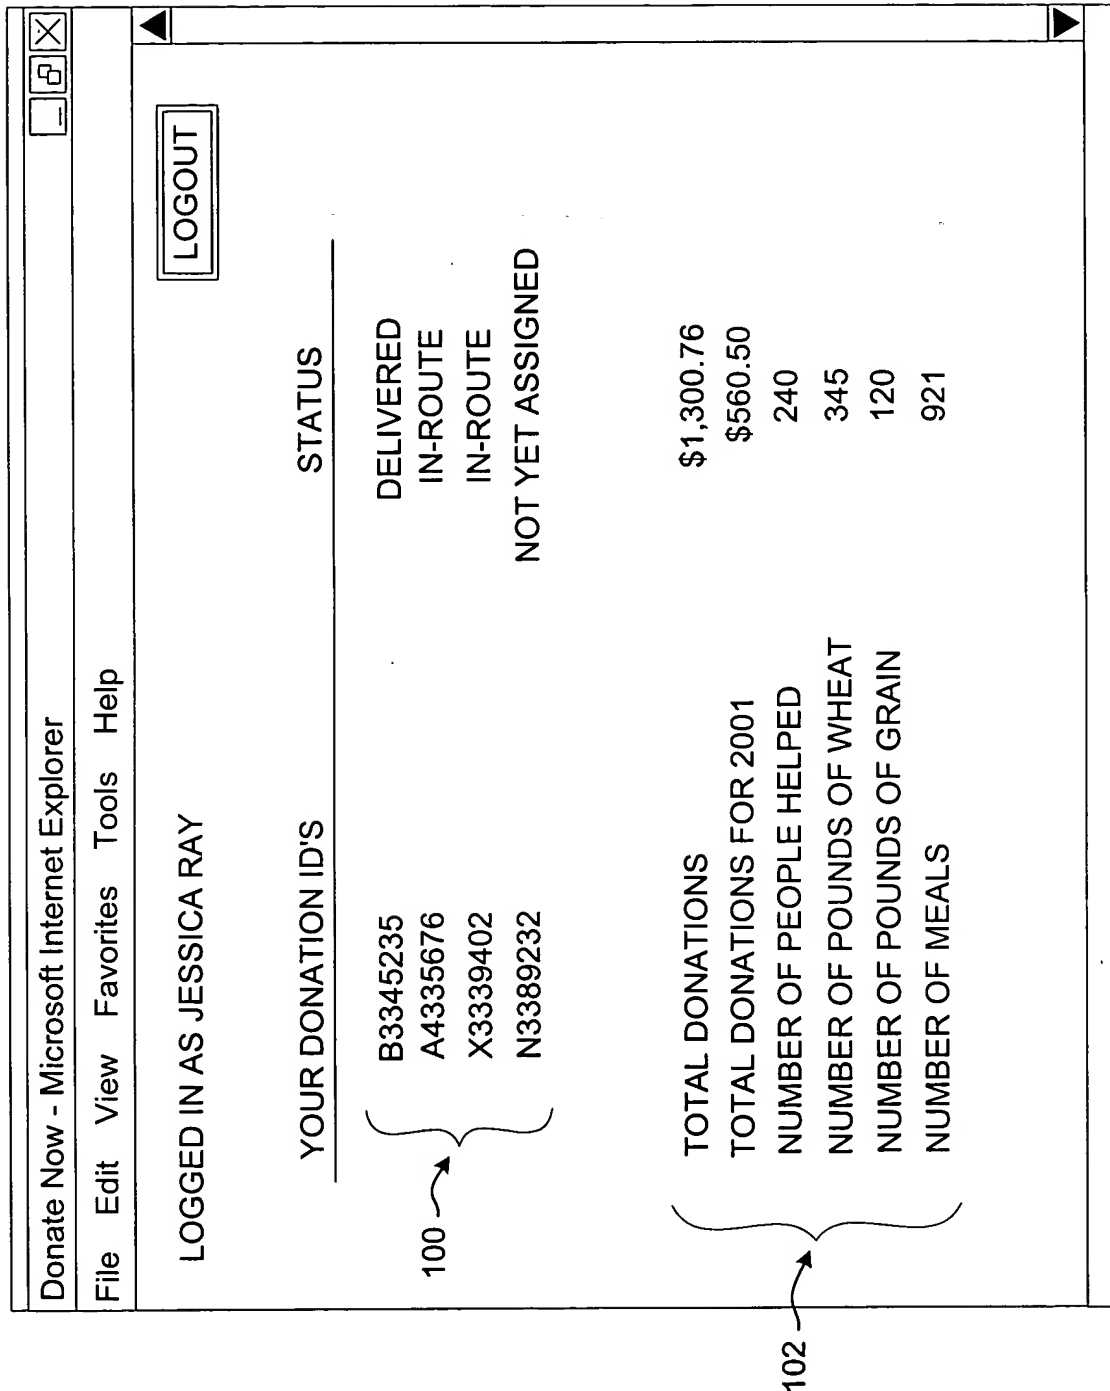 Donate Now - Microsoft Internet Explorer
File Edit View Favorites Tools Help
LOGGED IN AS JESSICA RAY
LOGOUT
YOUR DONATION ID'S STATUS
B3345235 DELIVERED
A4335676 IN-ROUTE
X3339402 IN-ROUTE
N3389232 NOT YET ASSIGNED
100
TOTAL DONATIONS $1,300.76
TOTAL DONATIONS FOR 2001 $560.50
NUMBER OF PEOPLE HELPED 240
NUMBER OF POUNDS OF WHEAT 345
NUMBER OF POUNDS OF GRAIN 120
NUMBER OF MEALS 921
102